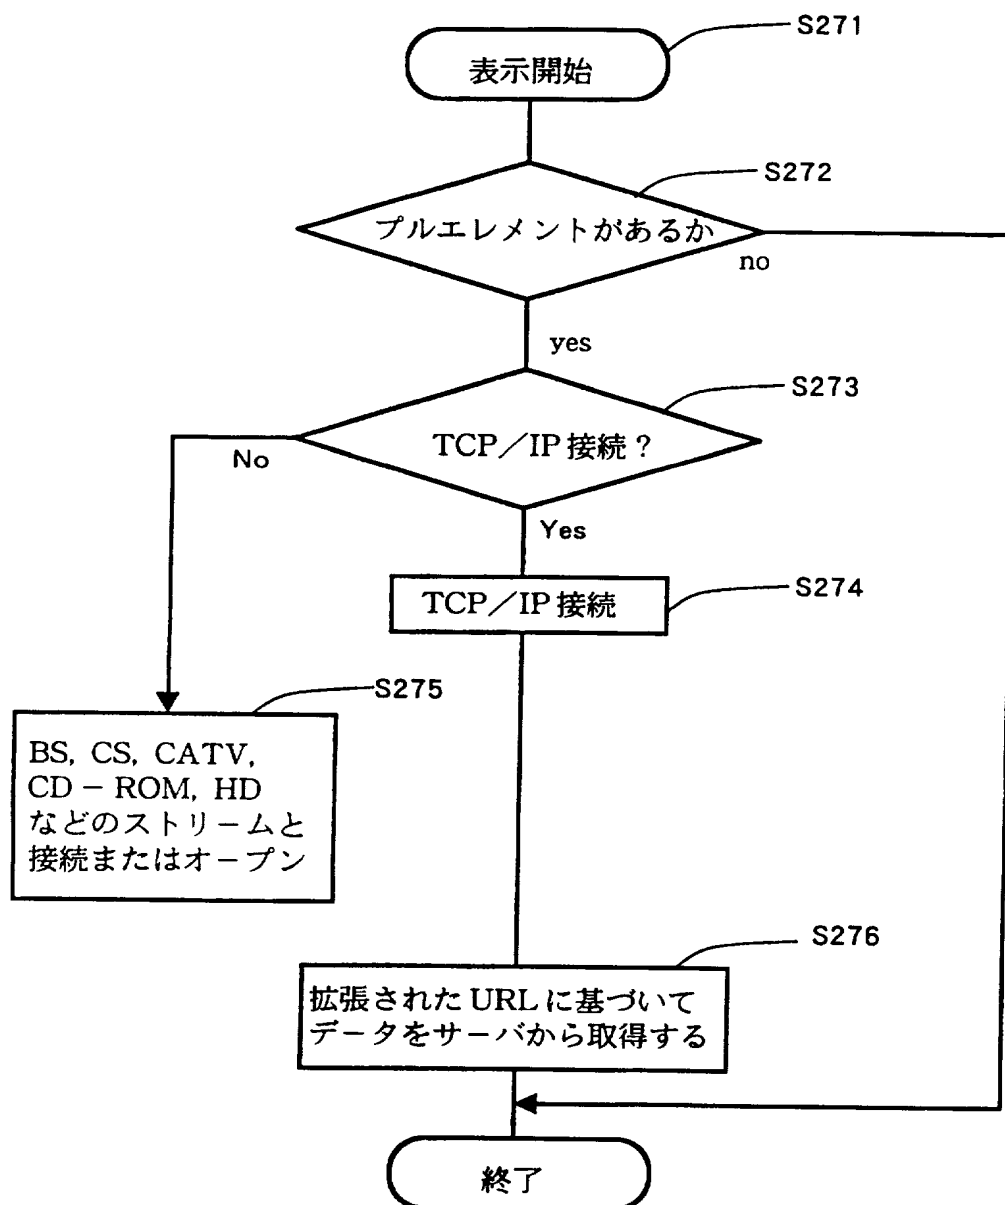 S271
表示開始
S272
プルエレメントがあるか
no
yes
S273
TCP／IP 接続？
No
Yes
TCP／IP 接続
S274
S275
BS, CS, CATV,
CD－ROM, HD
などのストリームと
接続またはオープン
S276
拡張された URL に基づいて
データをサーバから取得する
終了